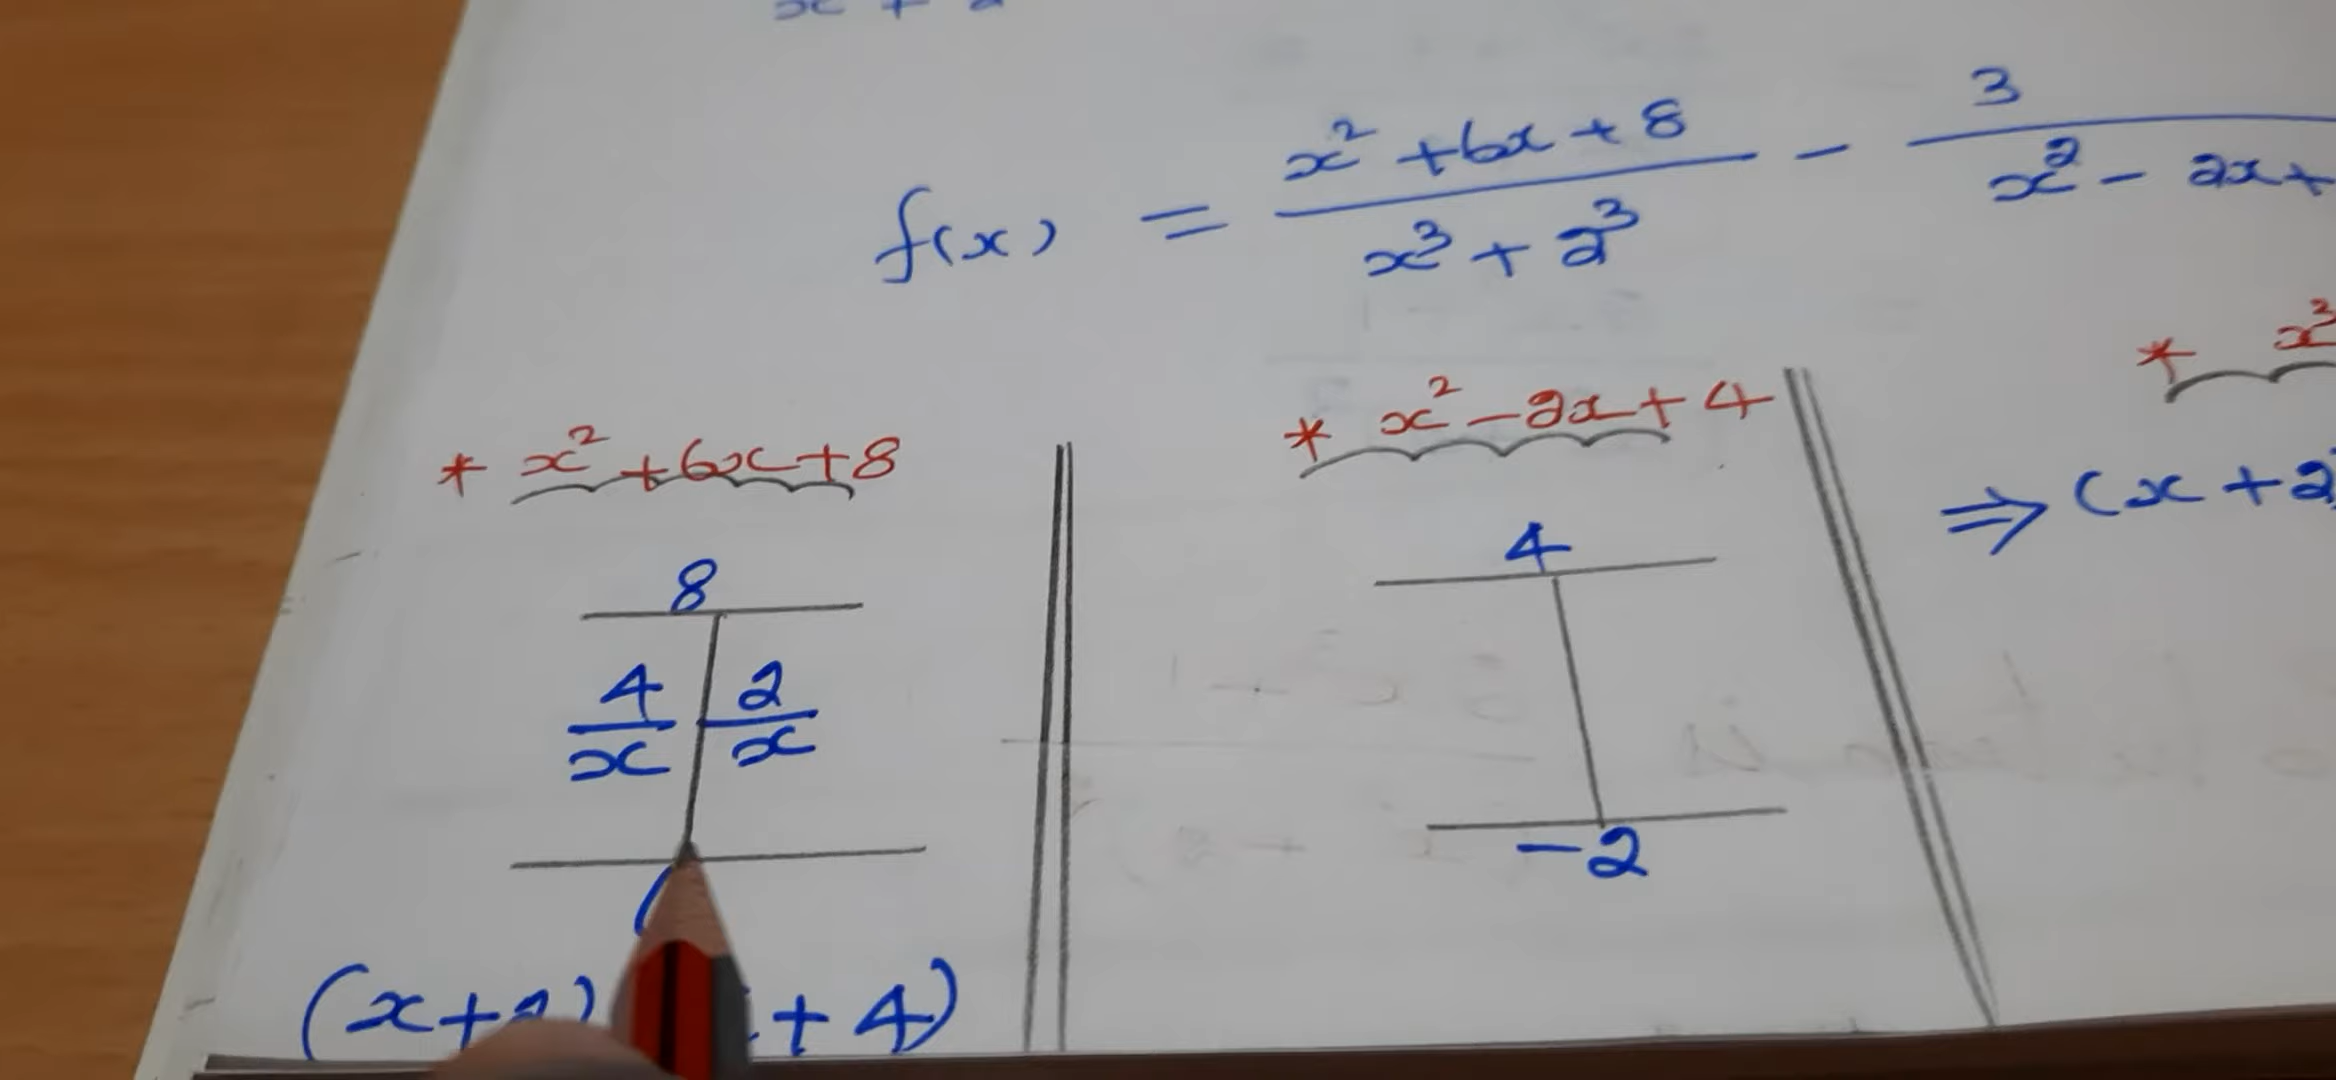 f(x) = x² + 6x + 8 / x³ + 2³ - 3 / x² - 2x +
* x² + 6x + 8
8
4/x 2/x
(x + 4)
* x² - 2x + 4
4
-2
* x³
⇒ (x + 2)